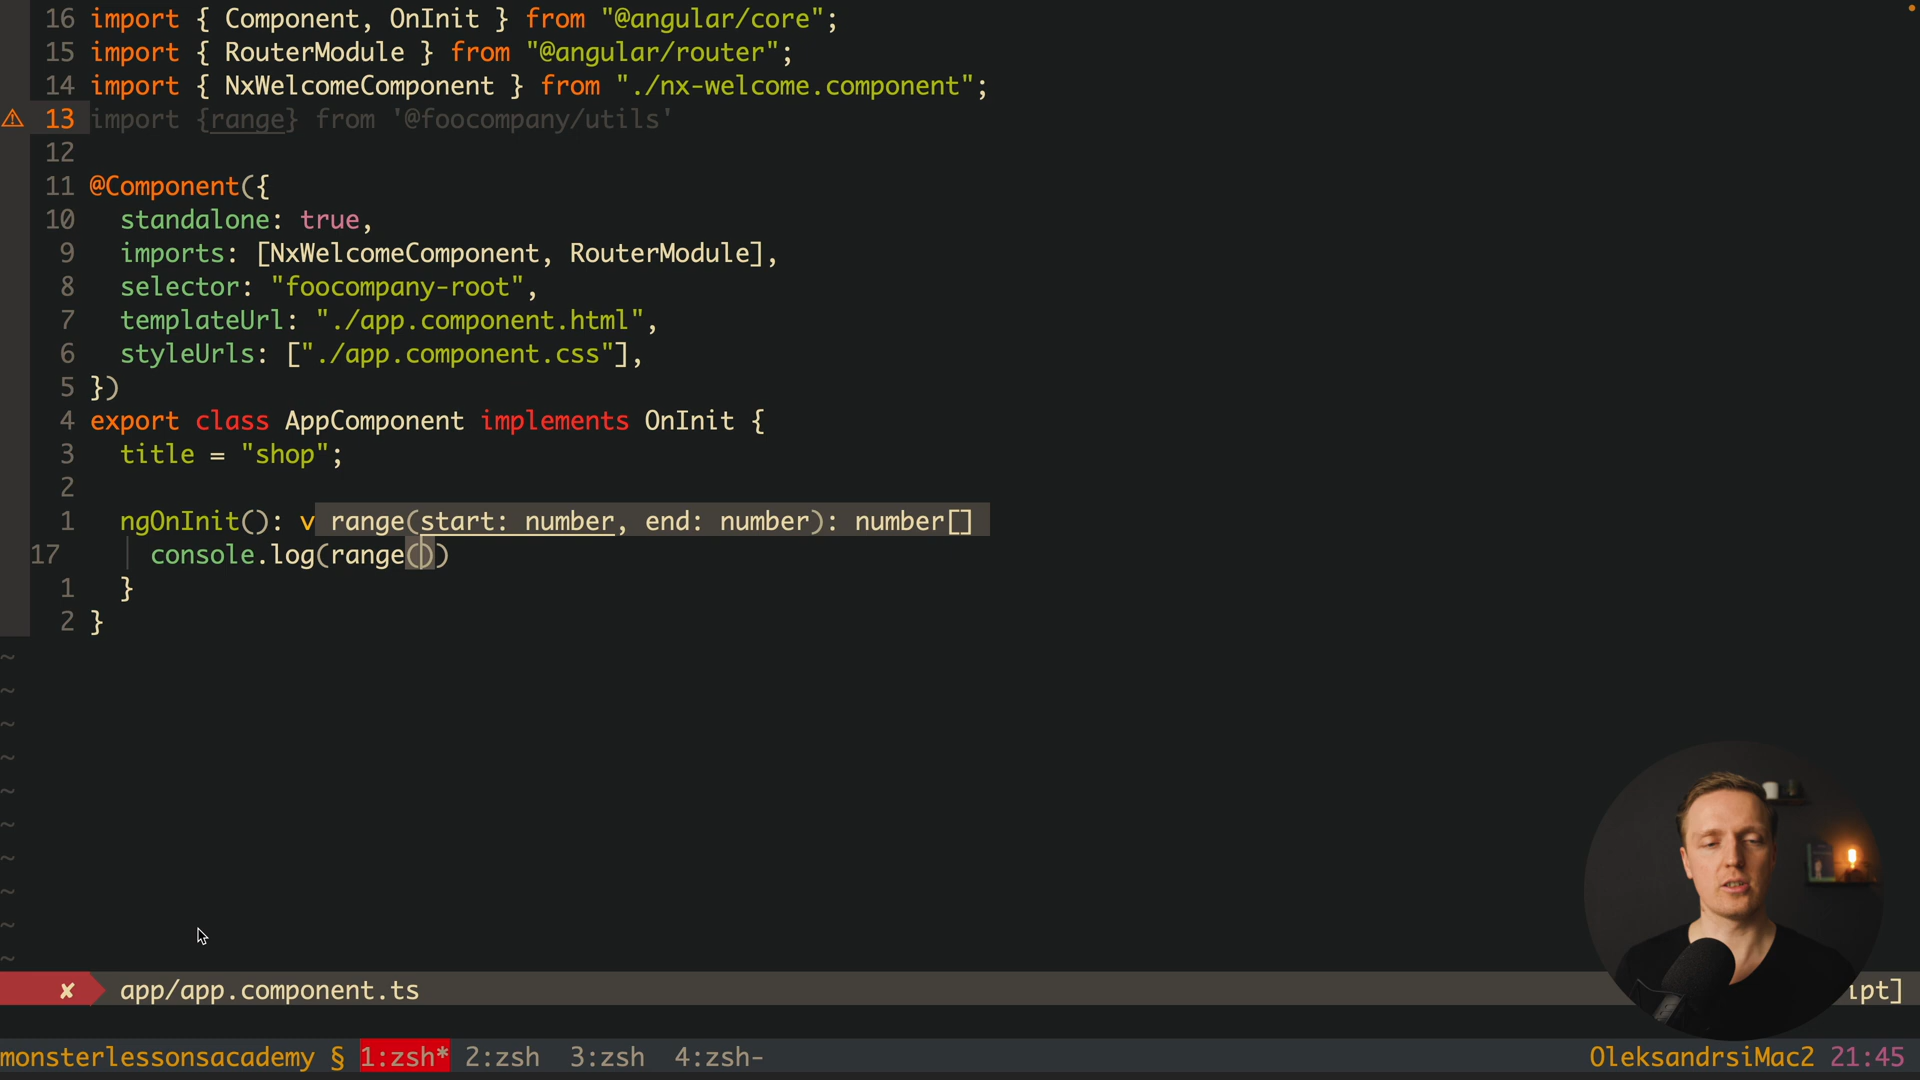 16 import { Component, OnInit } from "@angular/core";
15 import { RouterModule } from "@angular/router";
14 import { NxWelcomeComponent } from "./nx-welcome.component";
13 import {range} from '@foocompany/utils'
12
11 @Component({
10 standalone: true,
9 imports: [NxWelcomeComponent, RouterModule],
8 selector: "foocompany-root",
7 templateUrl: "./app.component.html",
6 styleUrls: ["./app.component.css"],
5 })
4 export class AppComponent implements OnInit {
3 title = "shop";
2
1 ngOnInit(): v range(start: number, end: number): number[]
17 console.log(range())
1 }
2 }
~
~
~
~
~
~
~
~
~
~
✘ app/app.component.ts ipt]
monsterlessonsacademy § 1:zsh* 2:zsh 3:zsh 4:zsh- OleksandrsiMac2 21:45